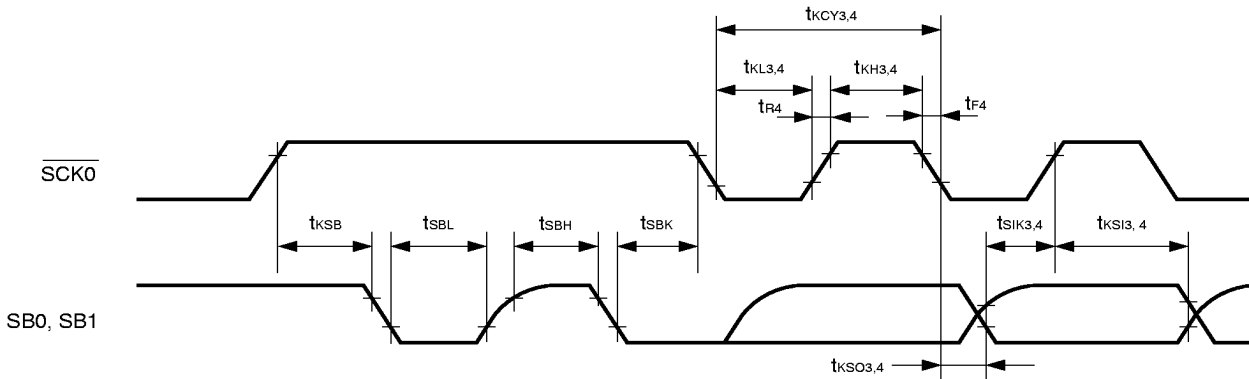 tKCY3,4
tKL3,4 tKH3,4
tR4 tF4
SCK0
tKSB tSBL tSBH tSBK tSIK3,4 tKSI3, 4
SB0, SB1
tKSO3,4